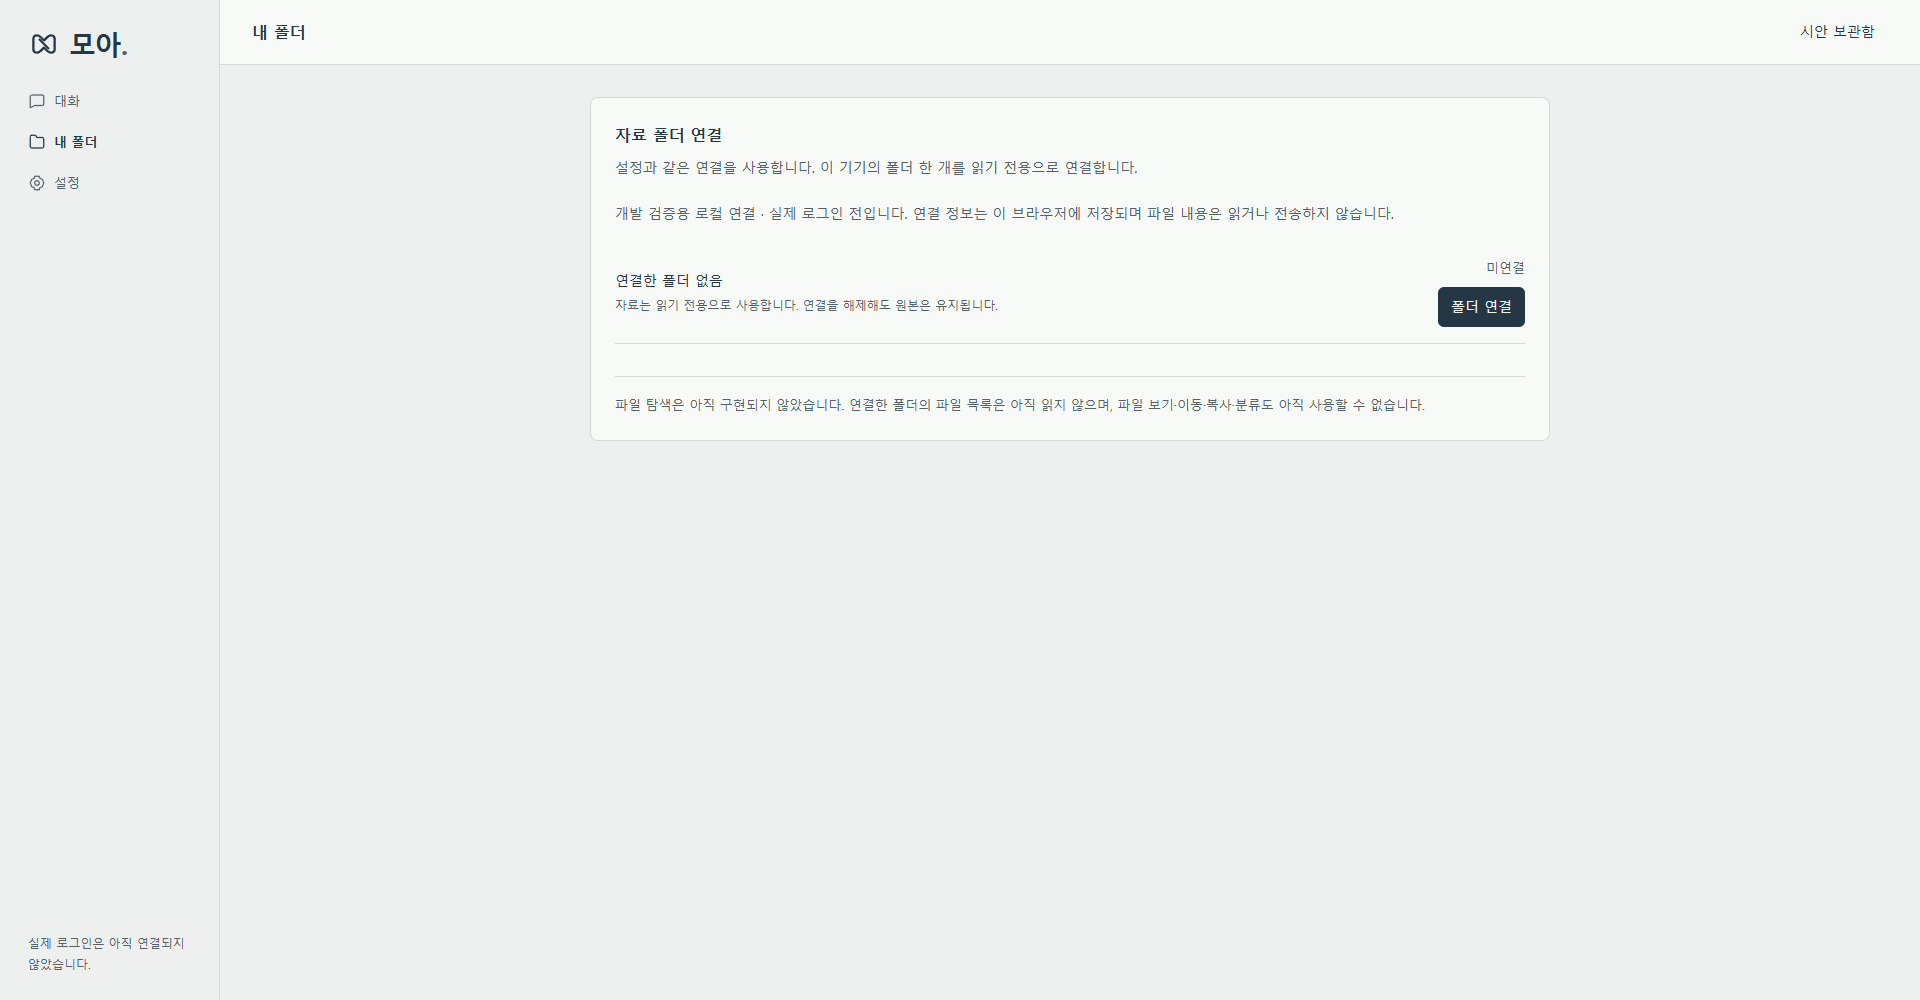 모아.
대화
내 폴더
설정
실제 로그인은 아직 연결되지
않았습니다.
내 폴더
시안 보관함
자료 폴더 연결
설정과 같은 연결을 사용합니다. 이 기기의 폴더 한 개를 읽기 전용으로 연결합니다.
개발 검증용 로컬 연결 · 실제 로그인 전입니다. 연결 정보는 이 브라우저에 저장되며 파일 내용은 읽거나 전송하지 않습니다.
연결한 폴더 없음
자료는 읽기 전용으로 사용합니다. 연결을 해제해도 원본은 유지됩니다.
미연결
폴더 연결
파일 탐색은 아직 구현되지 않았습니다. 연결한 폴더의 파일 목록은 아직 읽지 않으며, 파일 보기·이동·복사·분류도 아직 사용할 수 없습니다.